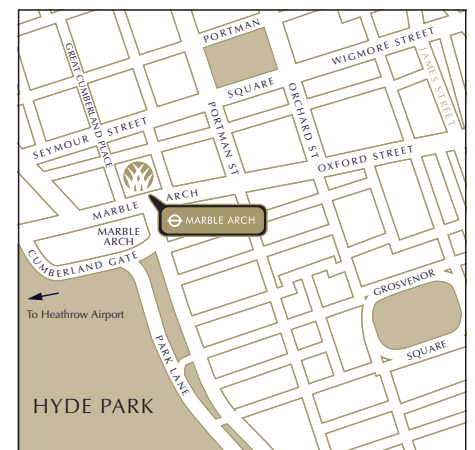 PORTMAN
WIGMORE STREET
GREAT CUMBERLAND PLACE
JAMES STREET
SQUARE
ORCHARD ST
PORTMAN ST
SEYMOUR STREET
OXFORD STREET
MARBLE ARCH
MARBLE ARCH
MARBLE
ARCH
CUMBERLAND GATE
GROSVENOR
To Heathrow Airport
PARK LANE
SQUARE
HYDE PARK